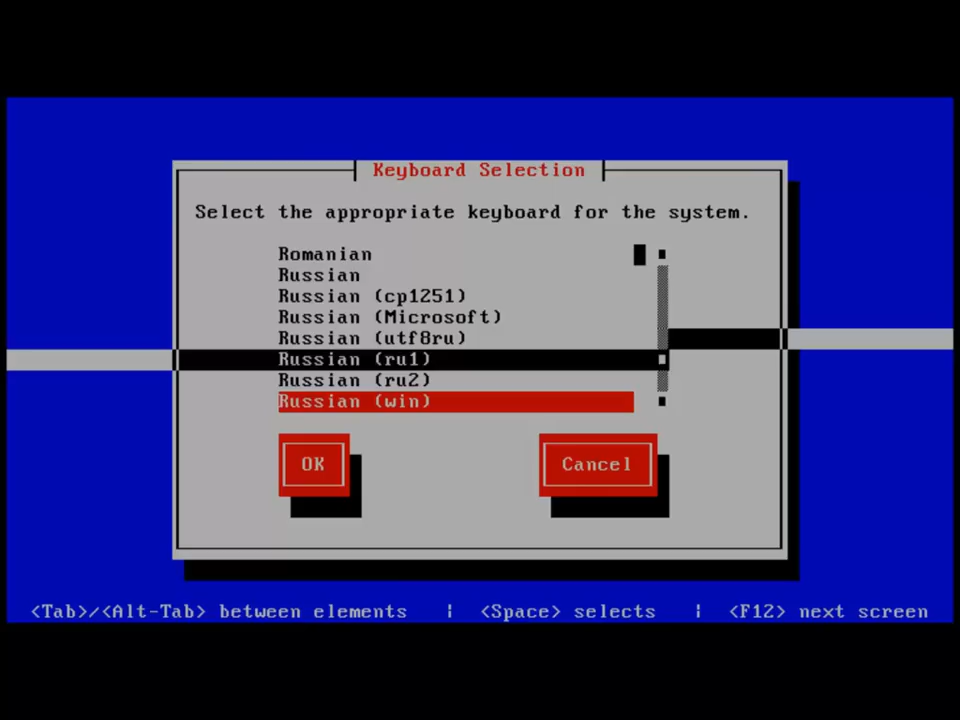 Keyboard Selection
Select the appropriate keyboard for the system.
Romanian
Russian
Russian (cp1251)
Russian (Microsoft)
Russian (utf8ru)
Russian (ru1)
Russian (ru2)
Russian (win)
OK Cancel
<Tab>/<Alt-Tab> between elements | <Space> selects | <F12> next screen